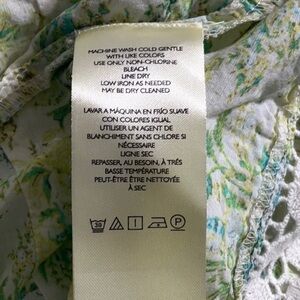 MACHINE WASH COLD GENTLE
WITH LIKE COLORS
USE ONLY NON-CHLORINE
BLEACH
LINE DRY
LOW IRON AS NEEDED
MAY BE DRY CLEANED
LAVAR A MÁQUINA EN FRÍO SUAVE
CON COLORES IGUAL
UTILISER UN AGENT DE
BLANCHIMENT SANS CHLORE SI
NÉCESSAIRE
LIGNE SEC
REPASSER, AU BESOIN, À TRÈS
BASSE TEMPÉRATURE
PEUT-ÊTRE ÊTRE NETTOYÉE
À SEC
30 P